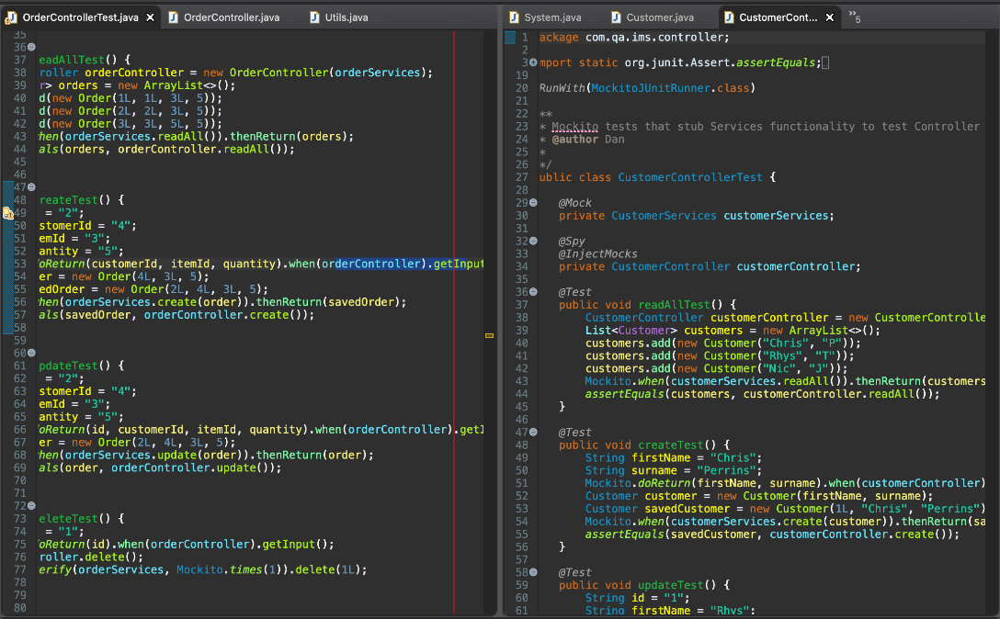 OrderControllerTest.java
OrderController.java
Utils.java
35
36
37 eadAllTest() {
38 roller orderController = new OrderController(orderServices);
39 r> orders = new ArrayList<>();
40 d(new Order(1L, 1L, 3L, 5));
41 d(new Order(2L, 2L, 3L, 5));
42 d(new Order(3L, 3L, 5L, 5));
43 hen(orderServices.readAll()).thenReturn(orders);
44 als(orders, orderController.readAll());
45
46
47
48 reateTest() {
49 = "2";
50 stomerId = "4";
51 emId = "3";
52 antity = "5";
53 oReturn(customerId, itemId, quantity).when(orderController).getInput
54 er = new Order(4L, 3L, 5);
55 edOrder = new Order(2L, 4L, 3L, 5);
56 hen(orderServices.create(order)).thenReturn(savedOrder);
57 als(savedOrder, orderController.create());
58
59
60
61 pdateTest() {
62 = "2";
63 stomerId = "4";
64 emId = "3";
65 antity = "5";
66 oReturn(id, customerId, itemId, quantity).when(orderController).getI
67 er = new Order(2L, 4L, 3L, 5);
68 hen(orderServices.update(order)).thenReturn(order);
69 als(order, orderController.update());
70
71
72
73 eleteTest() {
74 = "1";
75 oReturn(id).when(orderController).getInput();
76 roller.delete();
77 erify(orderServices, Mockito.times(1)).delete(1L);
78
79
80
System.java
Customer.java
CustomerCont...
»5
1 ackage com.qa.ims.controller;
2
3 mport static org.junit.Assert.assertEquals;
19
20 RunWith(MockitoJUnitRunner.class)
21
22 **
23 * Mockito tests that stub Services functionality to test Controller
24 * @author Dan
25 *
26 */
27 ublic class CustomerControllerTest {
28
29 @Mock
30 private CustomerServices customerServices;
31
32 @Spy
33 @InjectMocks
34 private CustomerController customerController;
35
36 @Test
37 public void readAllTest() {
38 CustomerController customerController = new CustomerControlle
39 List<Customer> customers = new ArrayList<>();
40 customers.add(new Customer("Chris", "P"));
41 customers.add(new Customer("Rhys", "T"));
42 customers.add(new Customer("Nic", "J"));
43 Mockito.when(customerServices.readAll()).thenReturn(customers
44 assertEquals(customers, customerController.readAll());
45 }
46
47 @Test
48 public void createTest() {
49 String firstName = "Chris";
50 String surname = "Perrins";
51 Mockito.doReturn(firstName, surname).when(customerController)
52 Customer customer = new Customer(firstName, surname);
53 Customer savedCustomer = new Customer(1L, "Chris", "Perrins")
54 Mockito.when(customerServices.create(customer)).thenReturn(sa
55 assertEquals(savedCustomer, customerController.create());
56 }
57
58 @Test
59 public void updateTest() {
60 String id = "1";
61 String firstName = "Rhys";